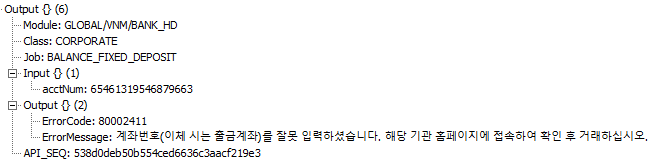 Output {} (6)
Module: GLOBAL/VNM/BANK_HD
Class: CORPORATE
Job: BALANCE_FIXED_DEPOSIT
Input {} (1)
acctNum: 65461319546879663
Output {} (2)
ErrorCode: 80002411
ErrorMessage: 계좌번호(이체 시는 출금계좌)를 잘못 입력하셨습니다. 해당 기관 홈페이지에 접속하여 확인 후 거래하십시오.
API_SEQ: 538d0deb50b554ced6636c3aacf219e3